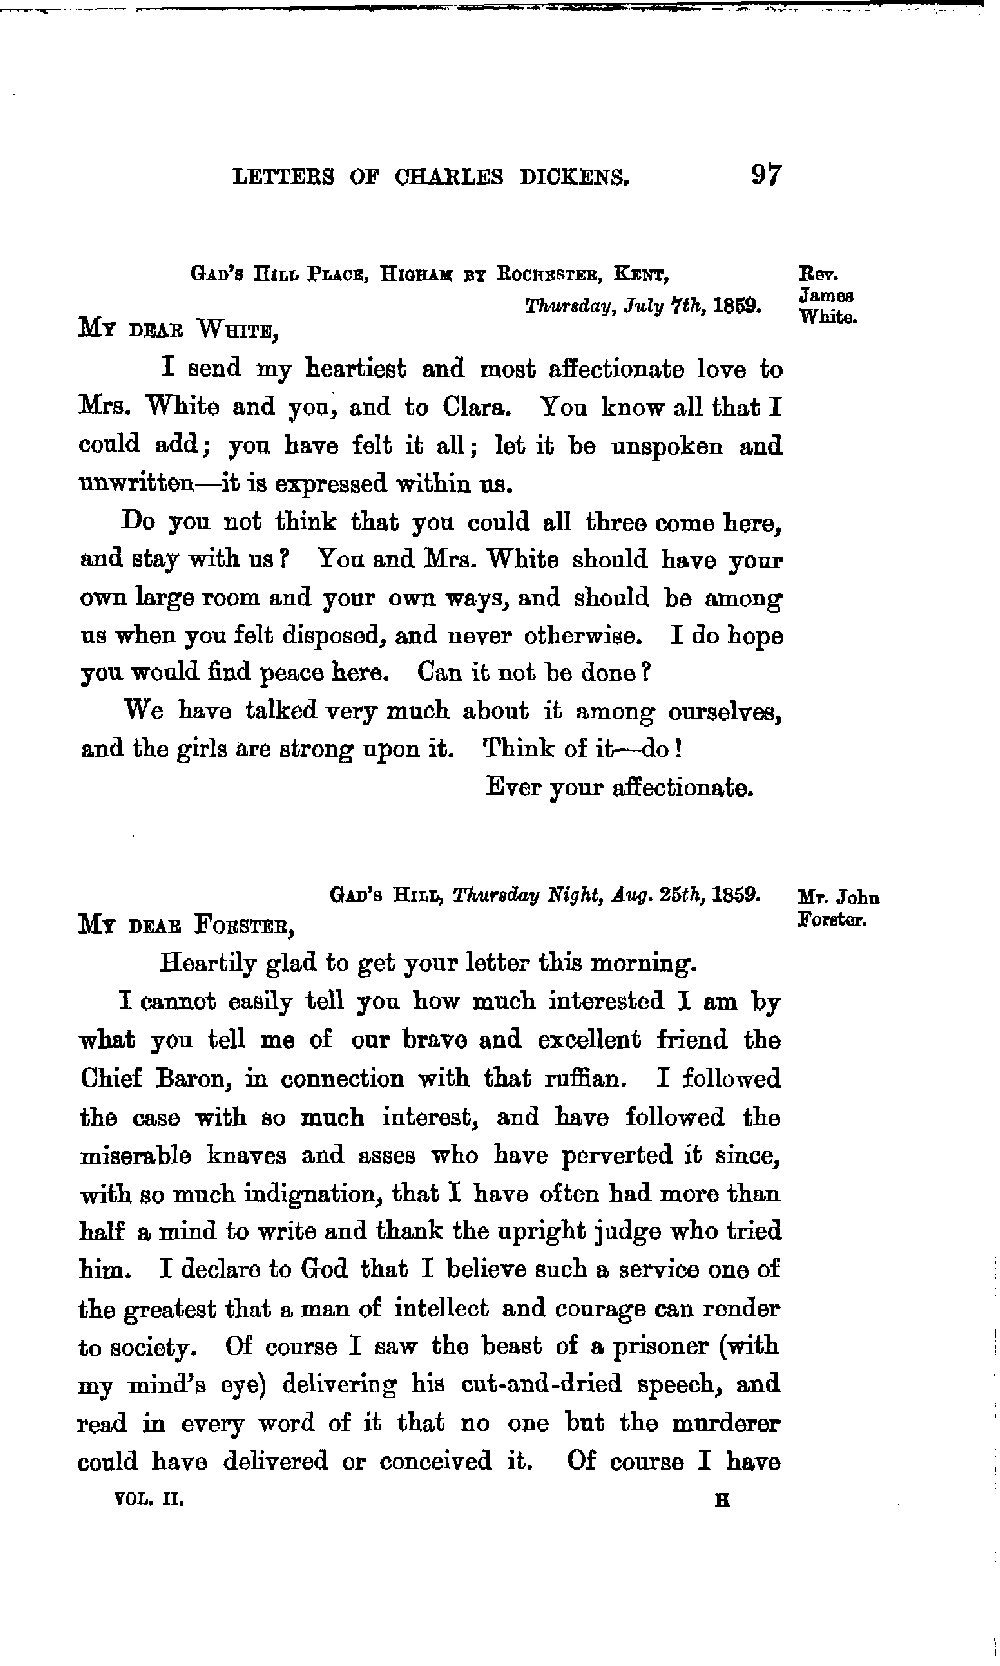 LETTERS OF CHARLES DICKENS. 97
GAD'S HILL PLACE, HIGHAM BY ROCHESTER, KENT,
Thursday, July 7th, 1859.
Rev.
James
White.
MY DEAR WHITE,
I send my heartiest and most affectionate love to
Mrs. White and you, and to Clara. You know all that I
could add; you have felt it all; let it be unspoken and
unwritten—it is expressed within us.
Do you not think that you could all three come here,
and stay with us? You and Mrs. White should have your
own large room and your own ways, and should be among
us when you felt disposed, and never otherwise. I do hope
you would find peace here. Can it not be done?
We have talked very much about it among ourselves,
and the girls are strong upon it. Think of it—do!
Ever your affectionate.
GAD'S HILL, Thursday Night, Aug. 25th, 1859.
Mr. John
Forster.
MY DEAR FORSTER,
Heartily glad to get your letter this morning.
I cannot easily tell you how much interested I am by
what you tell me of our brave and excellent friend the
Chief Baron, in connection with that ruffian. I followed
the case with so much interest, and have followed the
miserable knaves and asses who have perverted it since,
with so much indignation, that I have often had more than
half a mind to write and thank the upright judge who tried
him. I declare to God that I believe such a service one of
the greatest that a man of intellect and courage can render
to society. Of course I saw the beast of a prisoner (with
my mind's eye) delivering his cut-and-dried speech, and
read in every word of it that no one but the murderer
could have delivered or conceived it. Of course I have
VOL. II. H